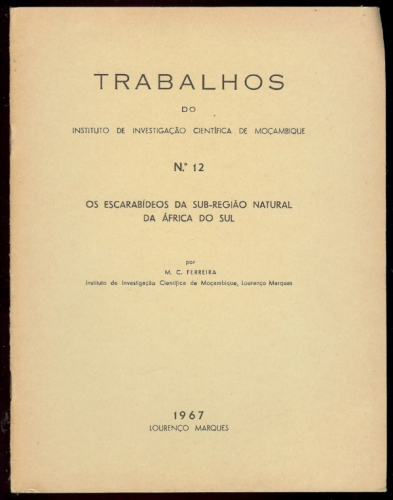 TRABALHOS
DO
INSTITUTO DE INVESTIGAÇÃO CIENTÍFICA DE MOÇAMBIQUE
N.º 12
OS ESCARABÍDEOS DA SUB-REGIÃO NATURAL
DA ÁFRICA DO SUL
por
M. C. FERREIRA
Instituto de Investigação Científica de Moçambique, Lourenço Marques
1967
LOURENÇO MARQUES